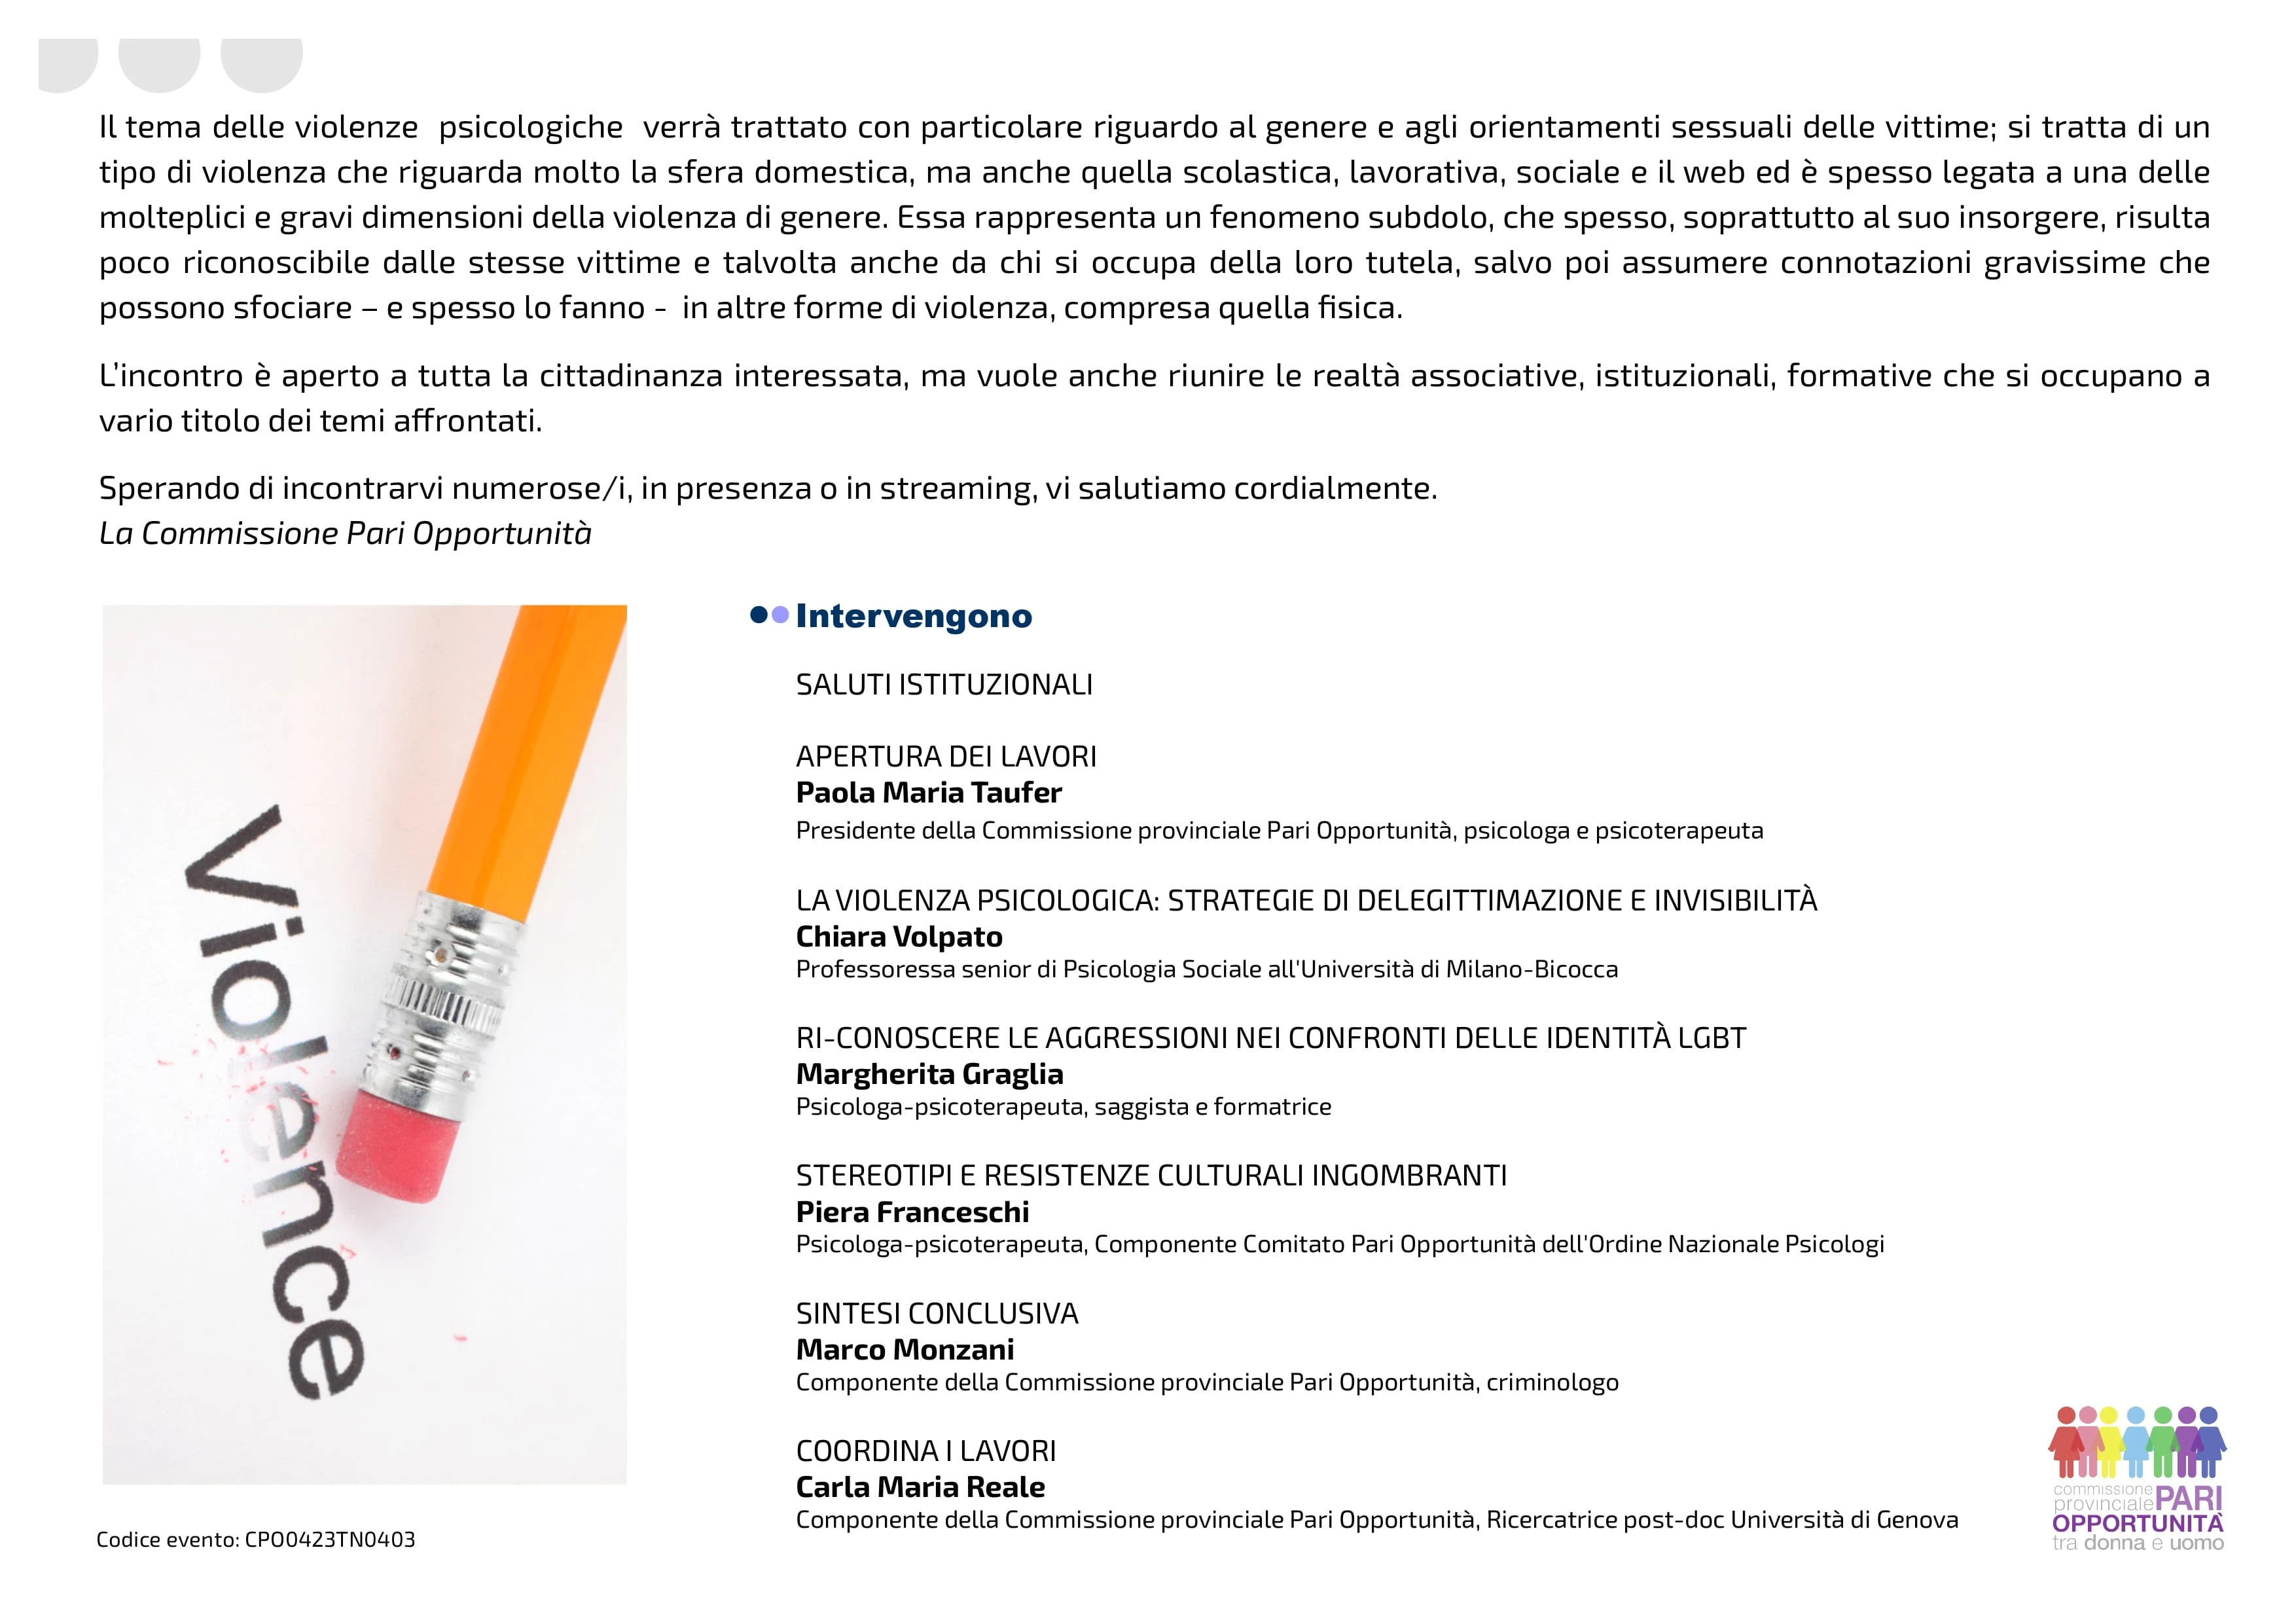 Il tema delle violenze psicologiche verrà trattato con particolare riguardo al genere e agli orientamenti sessuali delle vittime; si tratta di un
tipo di violenza che riguarda molto la sfera domestica, ma anche quella scolastica, lavorativa, sociale e il web ed è spesso legata a una delle
molteplici e gravi dimensioni della violenza di genere. Essa rappresenta un fenomeno subdolo, che spesso, soprattutto al suo insorgere, risulta
poco riconoscibile dalle stesse vittime e talvolta anche da chi si occupa della loro tutela, salvo poi assumere connotazioni gravissime che
possono sfociare – e spesso lo fanno - in altre forme di violenza, compresa quella fisica.
L’incontro è aperto a tutta la cittadinanza interessata, ma vuole anche riunire le realtà associative, istituzionali, formative che si occupano a
vario titolo dei temi affrontati.
Sperando di incontrarvi numerose/i, in presenza o in streaming, vi salutiamo cordialmente.
La Commissione Pari Opportunità
Violence
Intervengono
SALUTI ISTITUZIONALI
APERTURA DEI LAVORI
Paola Maria Taufer
Presidente della Commissione provinciale Pari Opportunità, psicologa e psicoterapeuta
LA VIOLENZA PSICOLOGICA: STRATEGIE DI DELEGITTIMAZIONE E INVISIBILITÀ
Chiara Volpato
Professoressa senior di Psicologia Sociale all'Università di Milano-Bicocca
RI-CONOSCERE LE AGGRESSIONI NEI CONFRONTI DELLE IDENTITÀ LGBT
Margherita Graglia
Psicologa-psicoterapeuta, saggista e formatrice
STEREOTIPI E RESISTENZE CULTURALI INGOMBRANTI
Piera Franceschi
Psicologa-psicoterapeuta, Componente Comitato Pari Opportunità dell'Ordine Nazionale Psicologi
SINTESI CONCLUSIVA
Marco Monzani
Componente della Commissione provinciale Pari Opportunità, criminologo
COORDINA I LAVORI
Carla Maria Reale
Componente della Commissione provinciale Pari Opportunità, Ricercatrice post-doc Università di Genova
Codice evento: CPO0423TN0403
commissione
provinciale PARI
OPPORTUNITÀ
tra donna e uomo